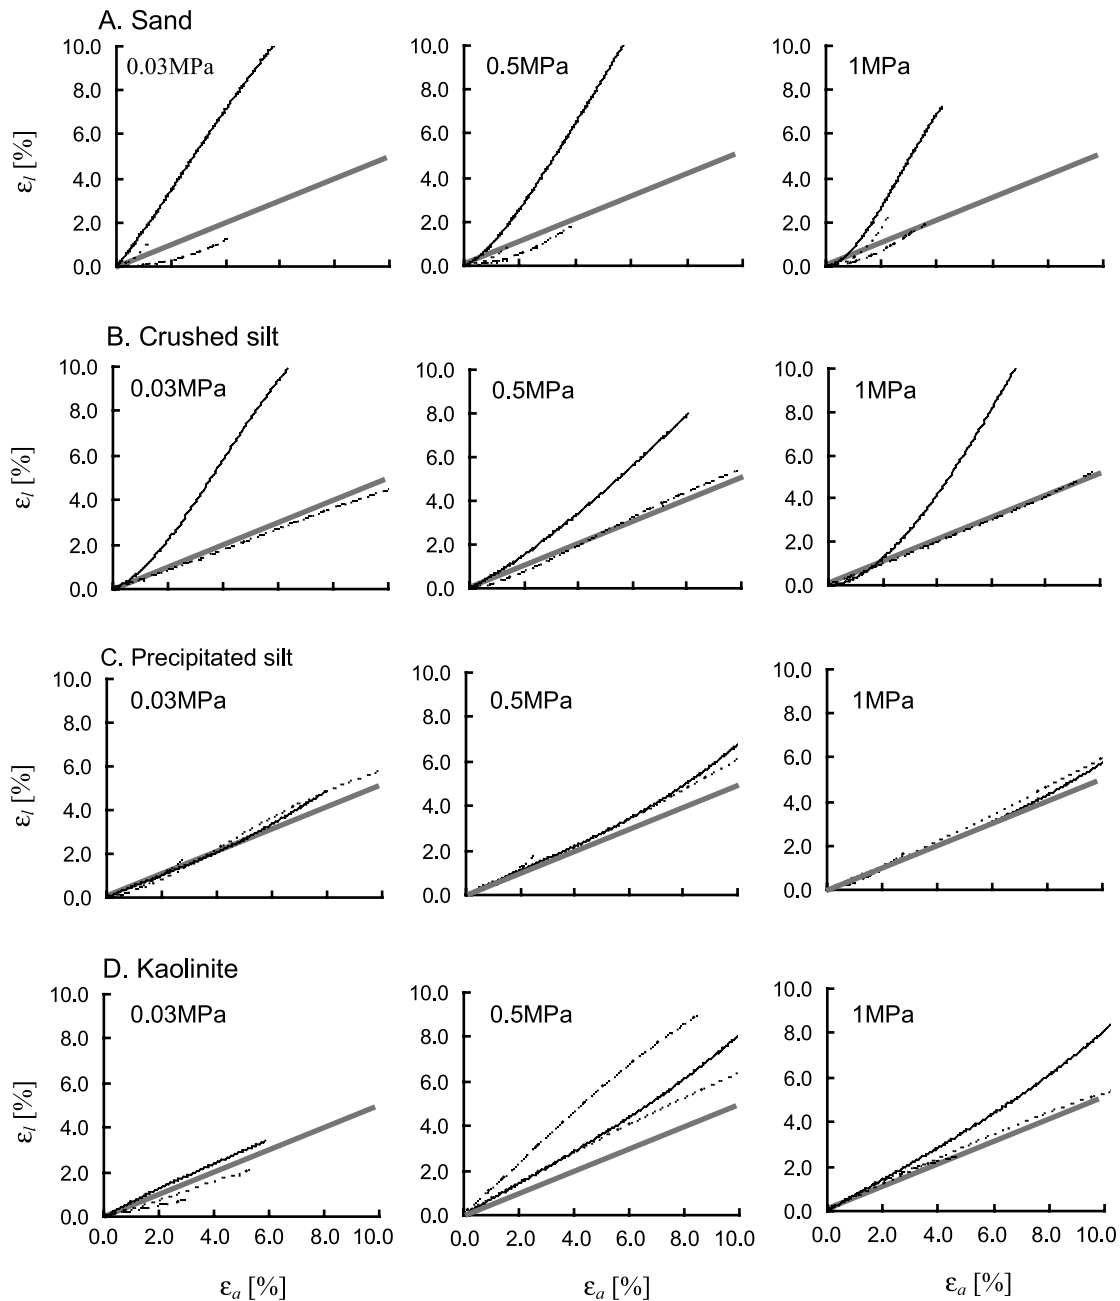 A. Sand
10.0 10.0 10.0
0.03MPa 0.5MPa 1MPa
8.0 8.0 8.0
6.0 6.0 6.0
εl [%]
4.0 4.0 4.0
2.0 2.0 2.0
0.0 0.0 0.0
B. Crushed silt
10.0 10.0 10.0
0.03MPa 0.5MPa 1MPa
8.0 8.0 8.0
6.0 6.0 6.0
εl [%]
4.0 4.0 4.0
2.0 2.0 2.0
0.0 0.0 0.0
C. Precipitated silt
10.0 10.0 10.0
0.03MPa 0.5MPa 1MPa
8.0 8.0 8.0
6.0 6.0 6.0
εl [%]
4.0 4.0 4.0
2.0 2.0 2.0
0.0 0.0 0.0
D. Kaolinite
10.0 10.0 10.0
0.03MPa 0.5MPa 1MPa
8.0 8.0 8.0
6.0 6.0 6.0
εl [%]
4.0 4.0 4.0
2.0 2.0 2.0
0.0 0.0 0.0
0.0 2.0 4.0 6.0 8.0 10.0 0.0 2.0 4.0 6.0 8.0 10.0 0.0 2.0 4.0 6.0 8.0 10.0
εa [%] εa [%] εa [%]